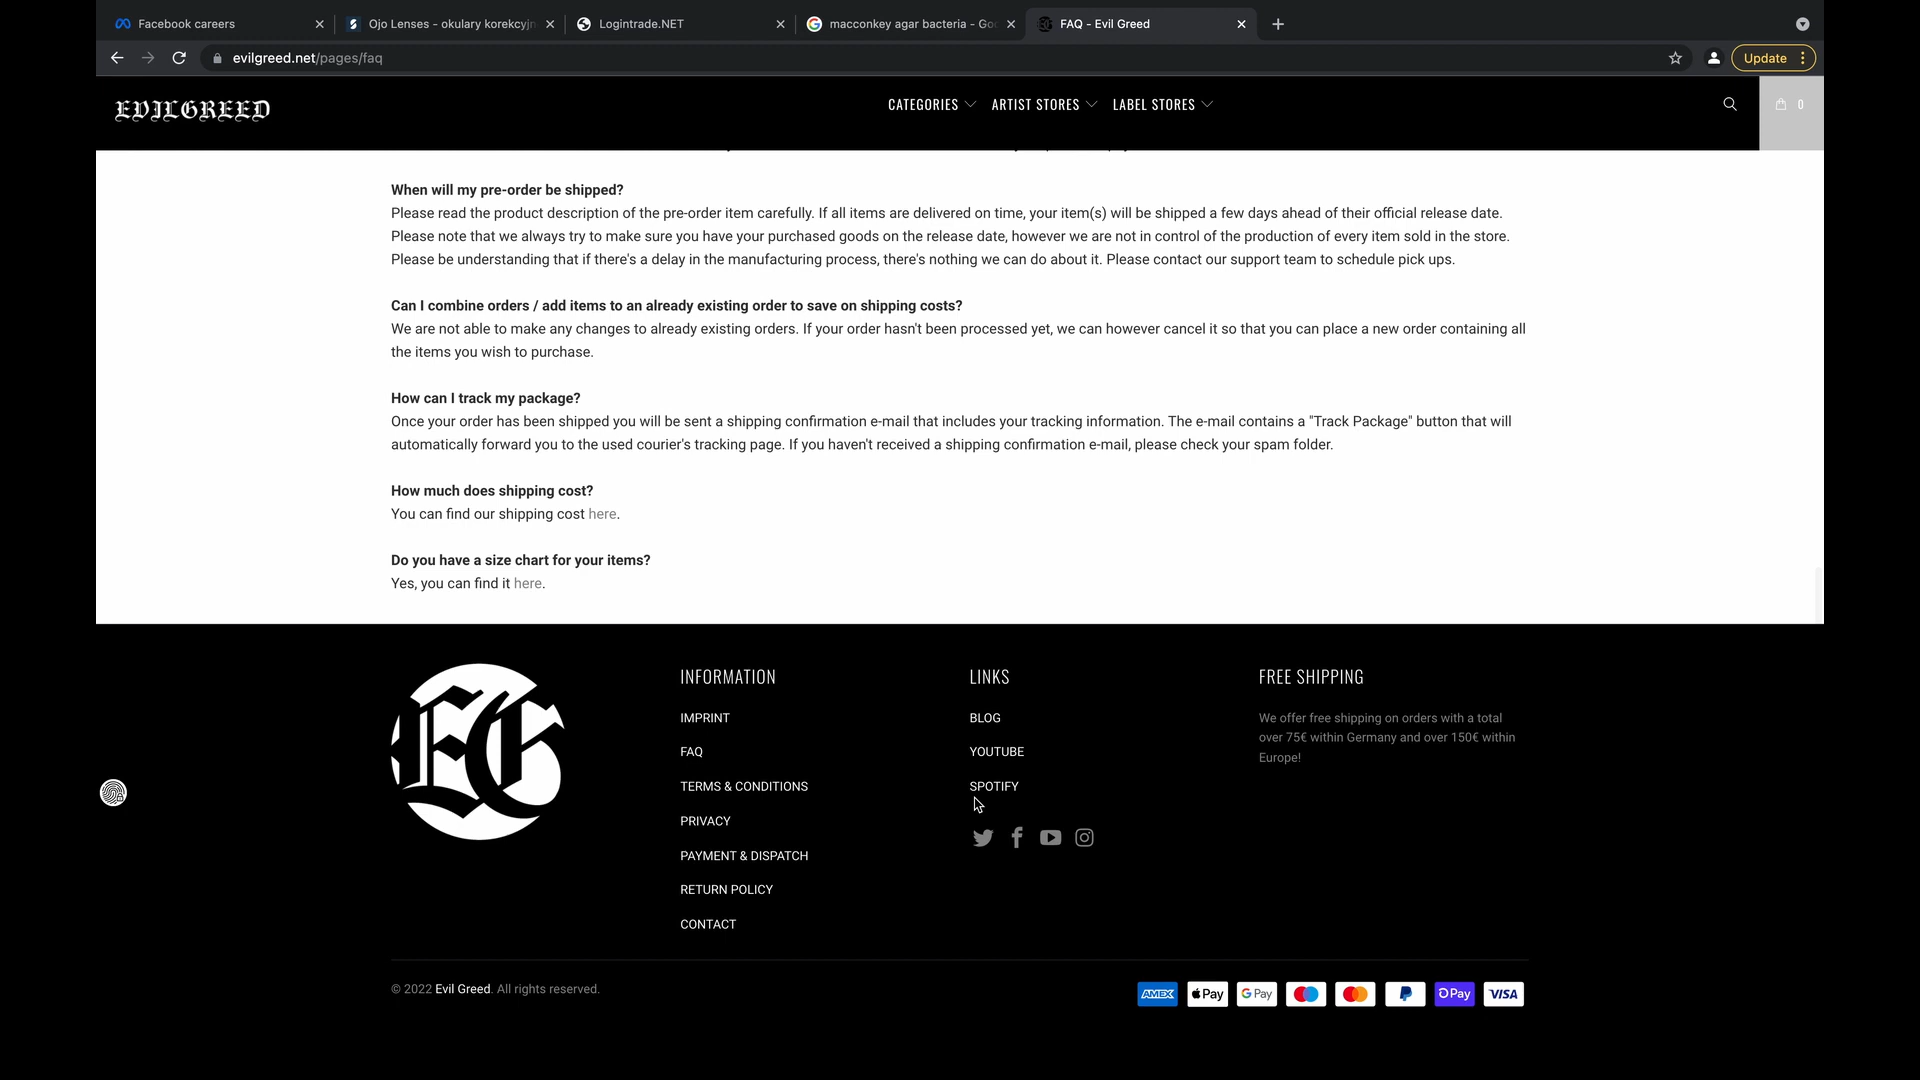 Facebook careers
Ojo Lenses - okulary korekcyjn
Logintrade.NET
macconkey agar bacteria - Goo
FAQ - Evil Greed
evilgreed.net/pages/faq
Update
EVILGREED
CATEGORIES
ARTIST STORES
LABEL STORES
0
When will my pre-order be shipped?
Please read the product description of the pre-order item carefully. If all items are delivered on time, your item(s) will be shipped a few days ahead of their official release date.
Please note that we always try to make sure you have your purchased goods on the release date, however we are not in control of the production of every item sold in the store.
Please be understanding that if there's a delay in the manufacturing process, there's nothing we can do about it. Please contact our support team to schedule pick ups.
Can I combine orders / add items to an already existing order to save on shipping costs?
We are not able to make any changes to already existing orders. If your order hasn't been processed yet, we can however cancel it so that you can place a new order containing all
the items you wish to purchase.
How can I track my package?
Once your order has been shipped you will be sent a shipping confirmation e-mail that includes your tracking information. The e-mail contains a "Track Package" button that will
automatically forward you to the used courier's tracking page. If you haven't received a shipping confirmation e-mail, please check your spam folder.
How much does shipping cost?
You can find our shipping cost here.
Do you have a size chart for your items?
Yes, you can find it here.
EG
INFORMATION
IMPRINT
FAQ
TERMS & CONDITIONS
PRIVACY
PAYMENT & DISPATCH
RETURN POLICY
CONTACT
LINKS
BLOG
YOUTUBE
SPOTIFY
FREE SHIPPING
We offer free shipping on orders with a total
over 75€ within Germany and over 150€ within
Europe!
© 2022 Evil Greed. All rights reserved.
AMEX
Pay
G Pay
Pay
VISA